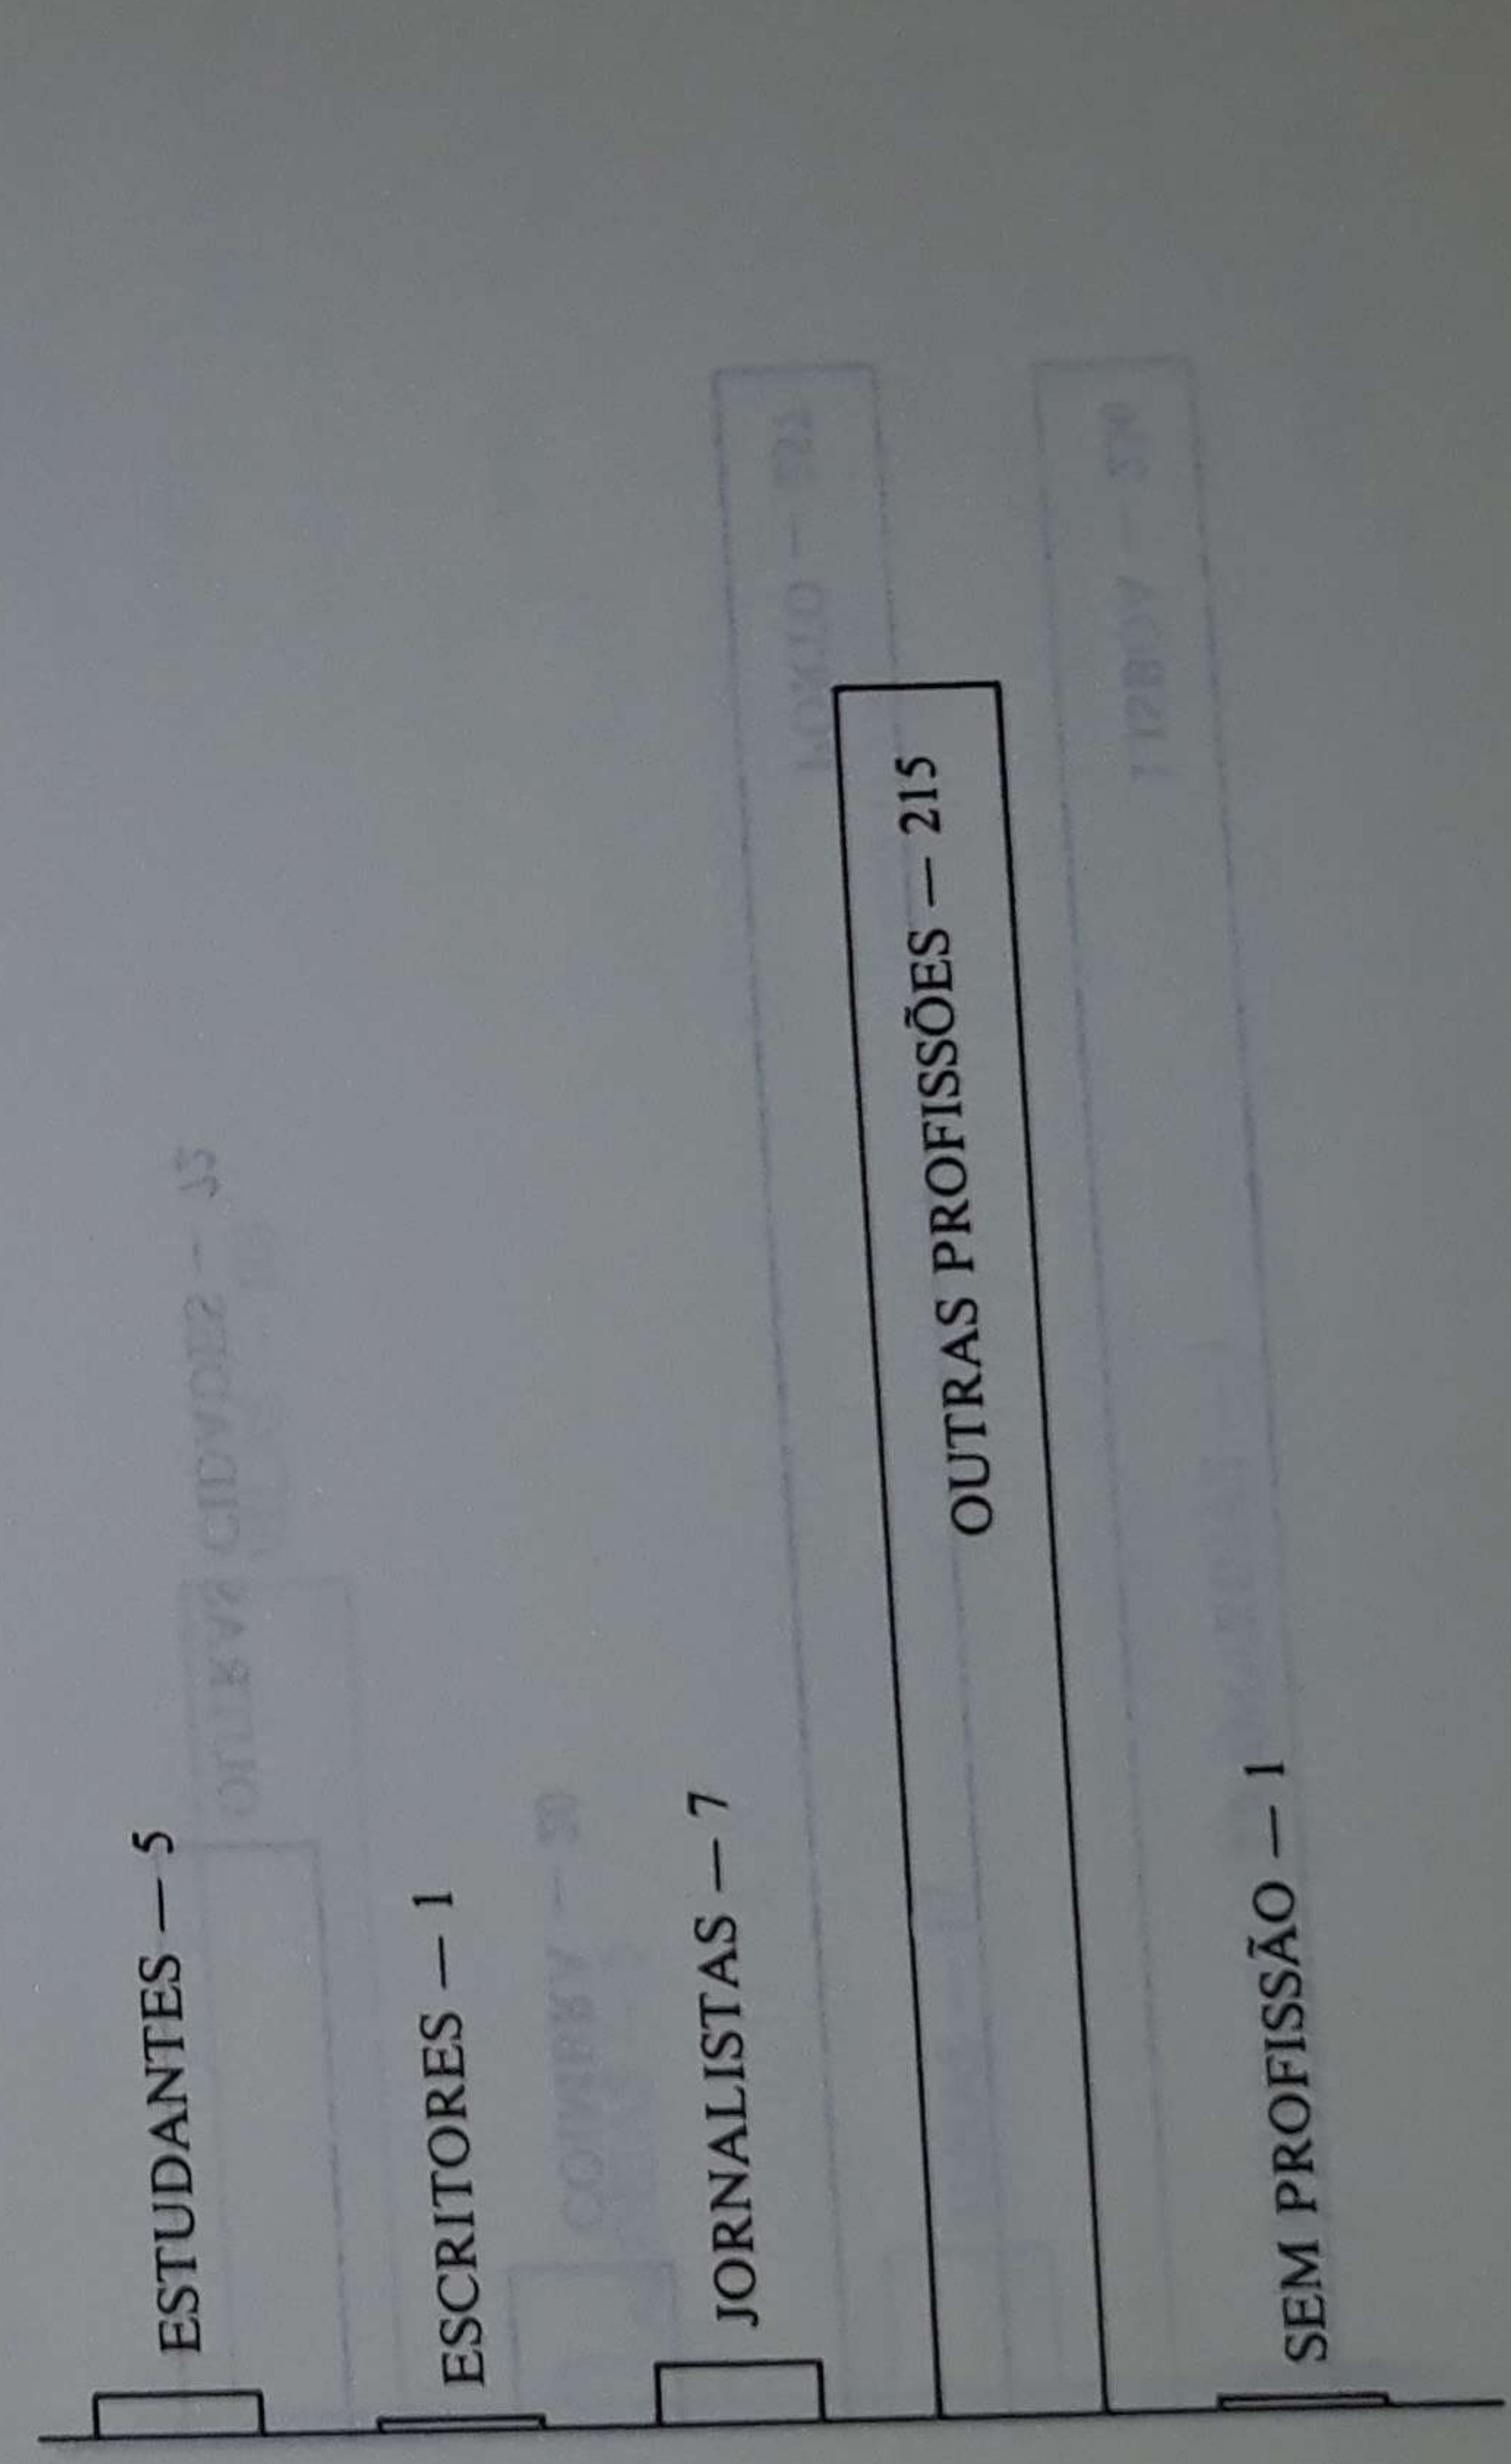 ESTUDANTES — 5
ESCRITORES — 1
JORNALISTAS — 7
OUTRAS PROFISSÕES — 215
SEM PROFISSÃO — 1